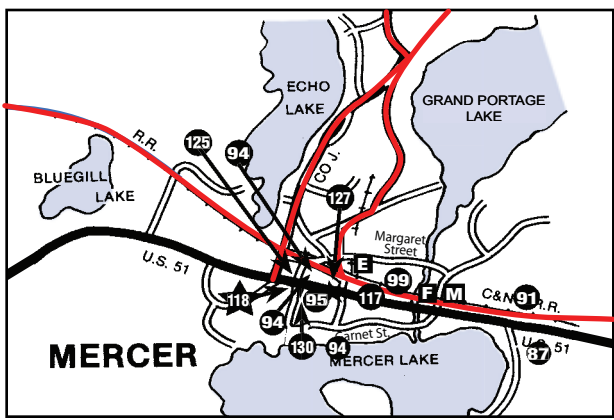 ECHO
LAKE
GRAND PORTAGE
LAKE
R.R.
125
94
CO J.
BLUEGILL
LAKE
127
Margaret
Street
U.S. 51
E
99
118
95
117
F M
C&N
R.R.
91
94
arnet St.
130
94
MERCER
MERCER LAKE
U.S. 51
87